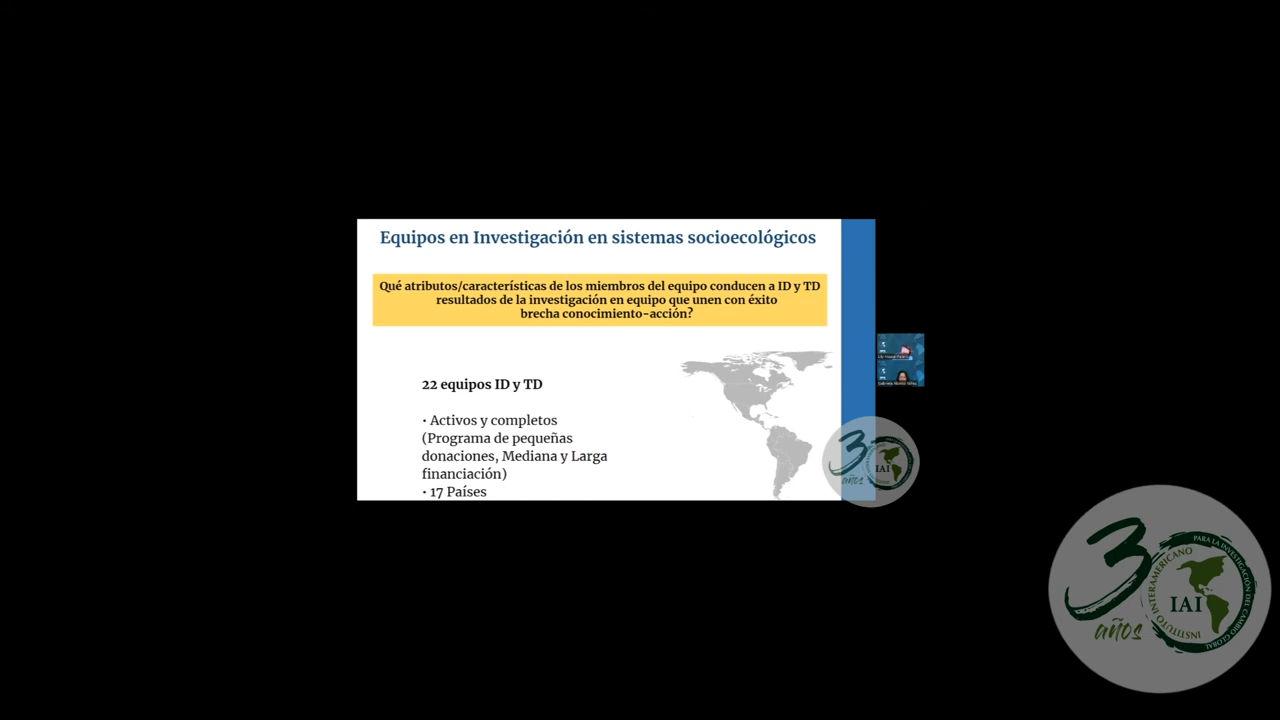 Equipos en Investigación en sistemas socioecológicos
Qué atributos/características de los miembros del equipo conducen a ID y TD
resultados de la investigación en equipo que unen con éxito
brecha conocimiento-acción?
22 equipos ID y TD
• Activos y completos
(Programa de pequeñas
donaciones, Mediana y Larga
financiación)
• 17 Países
30
años
IAI
30
años
INSTITUTO INTERAMERICANO
PARA LA INVESTIGACIÓN DEL CAMBIO GLOBAL
IAI